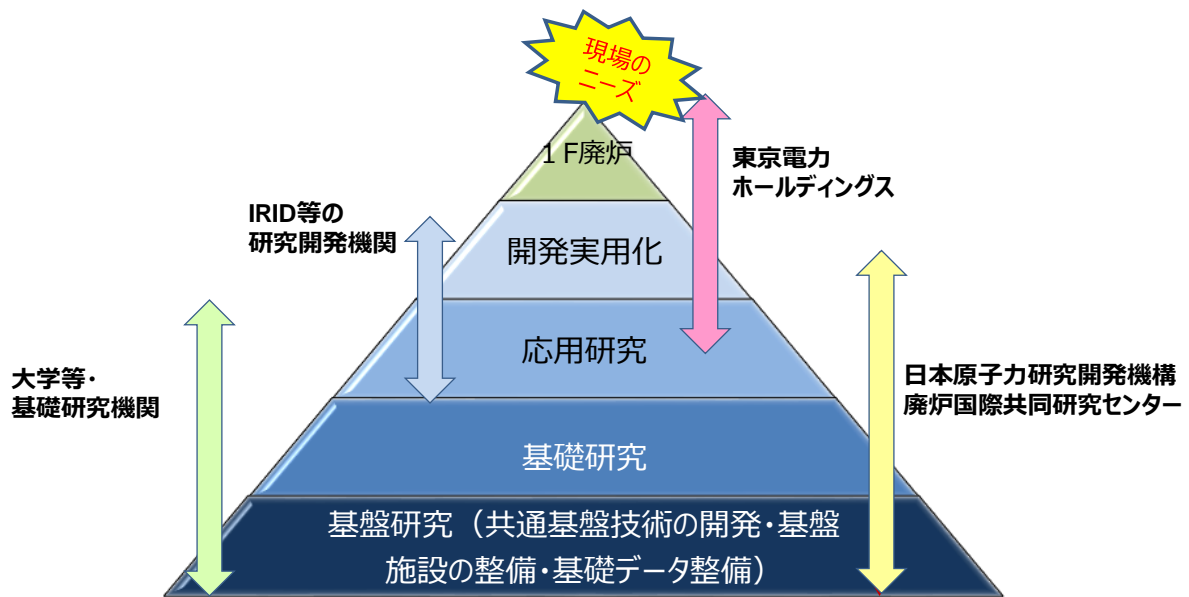 現場の
ニーズ
１F廃炉
東京電力
ホールディングス
IRID等の
研究開発機関
開発実用化
応用研究
大学等・
基礎研究機関
日本原子力研究開発機構
廃炉国際共同研究センター
基礎研究
基盤研究（共通基盤技術の開発・基盤
施設の整備・基礎データ整備）